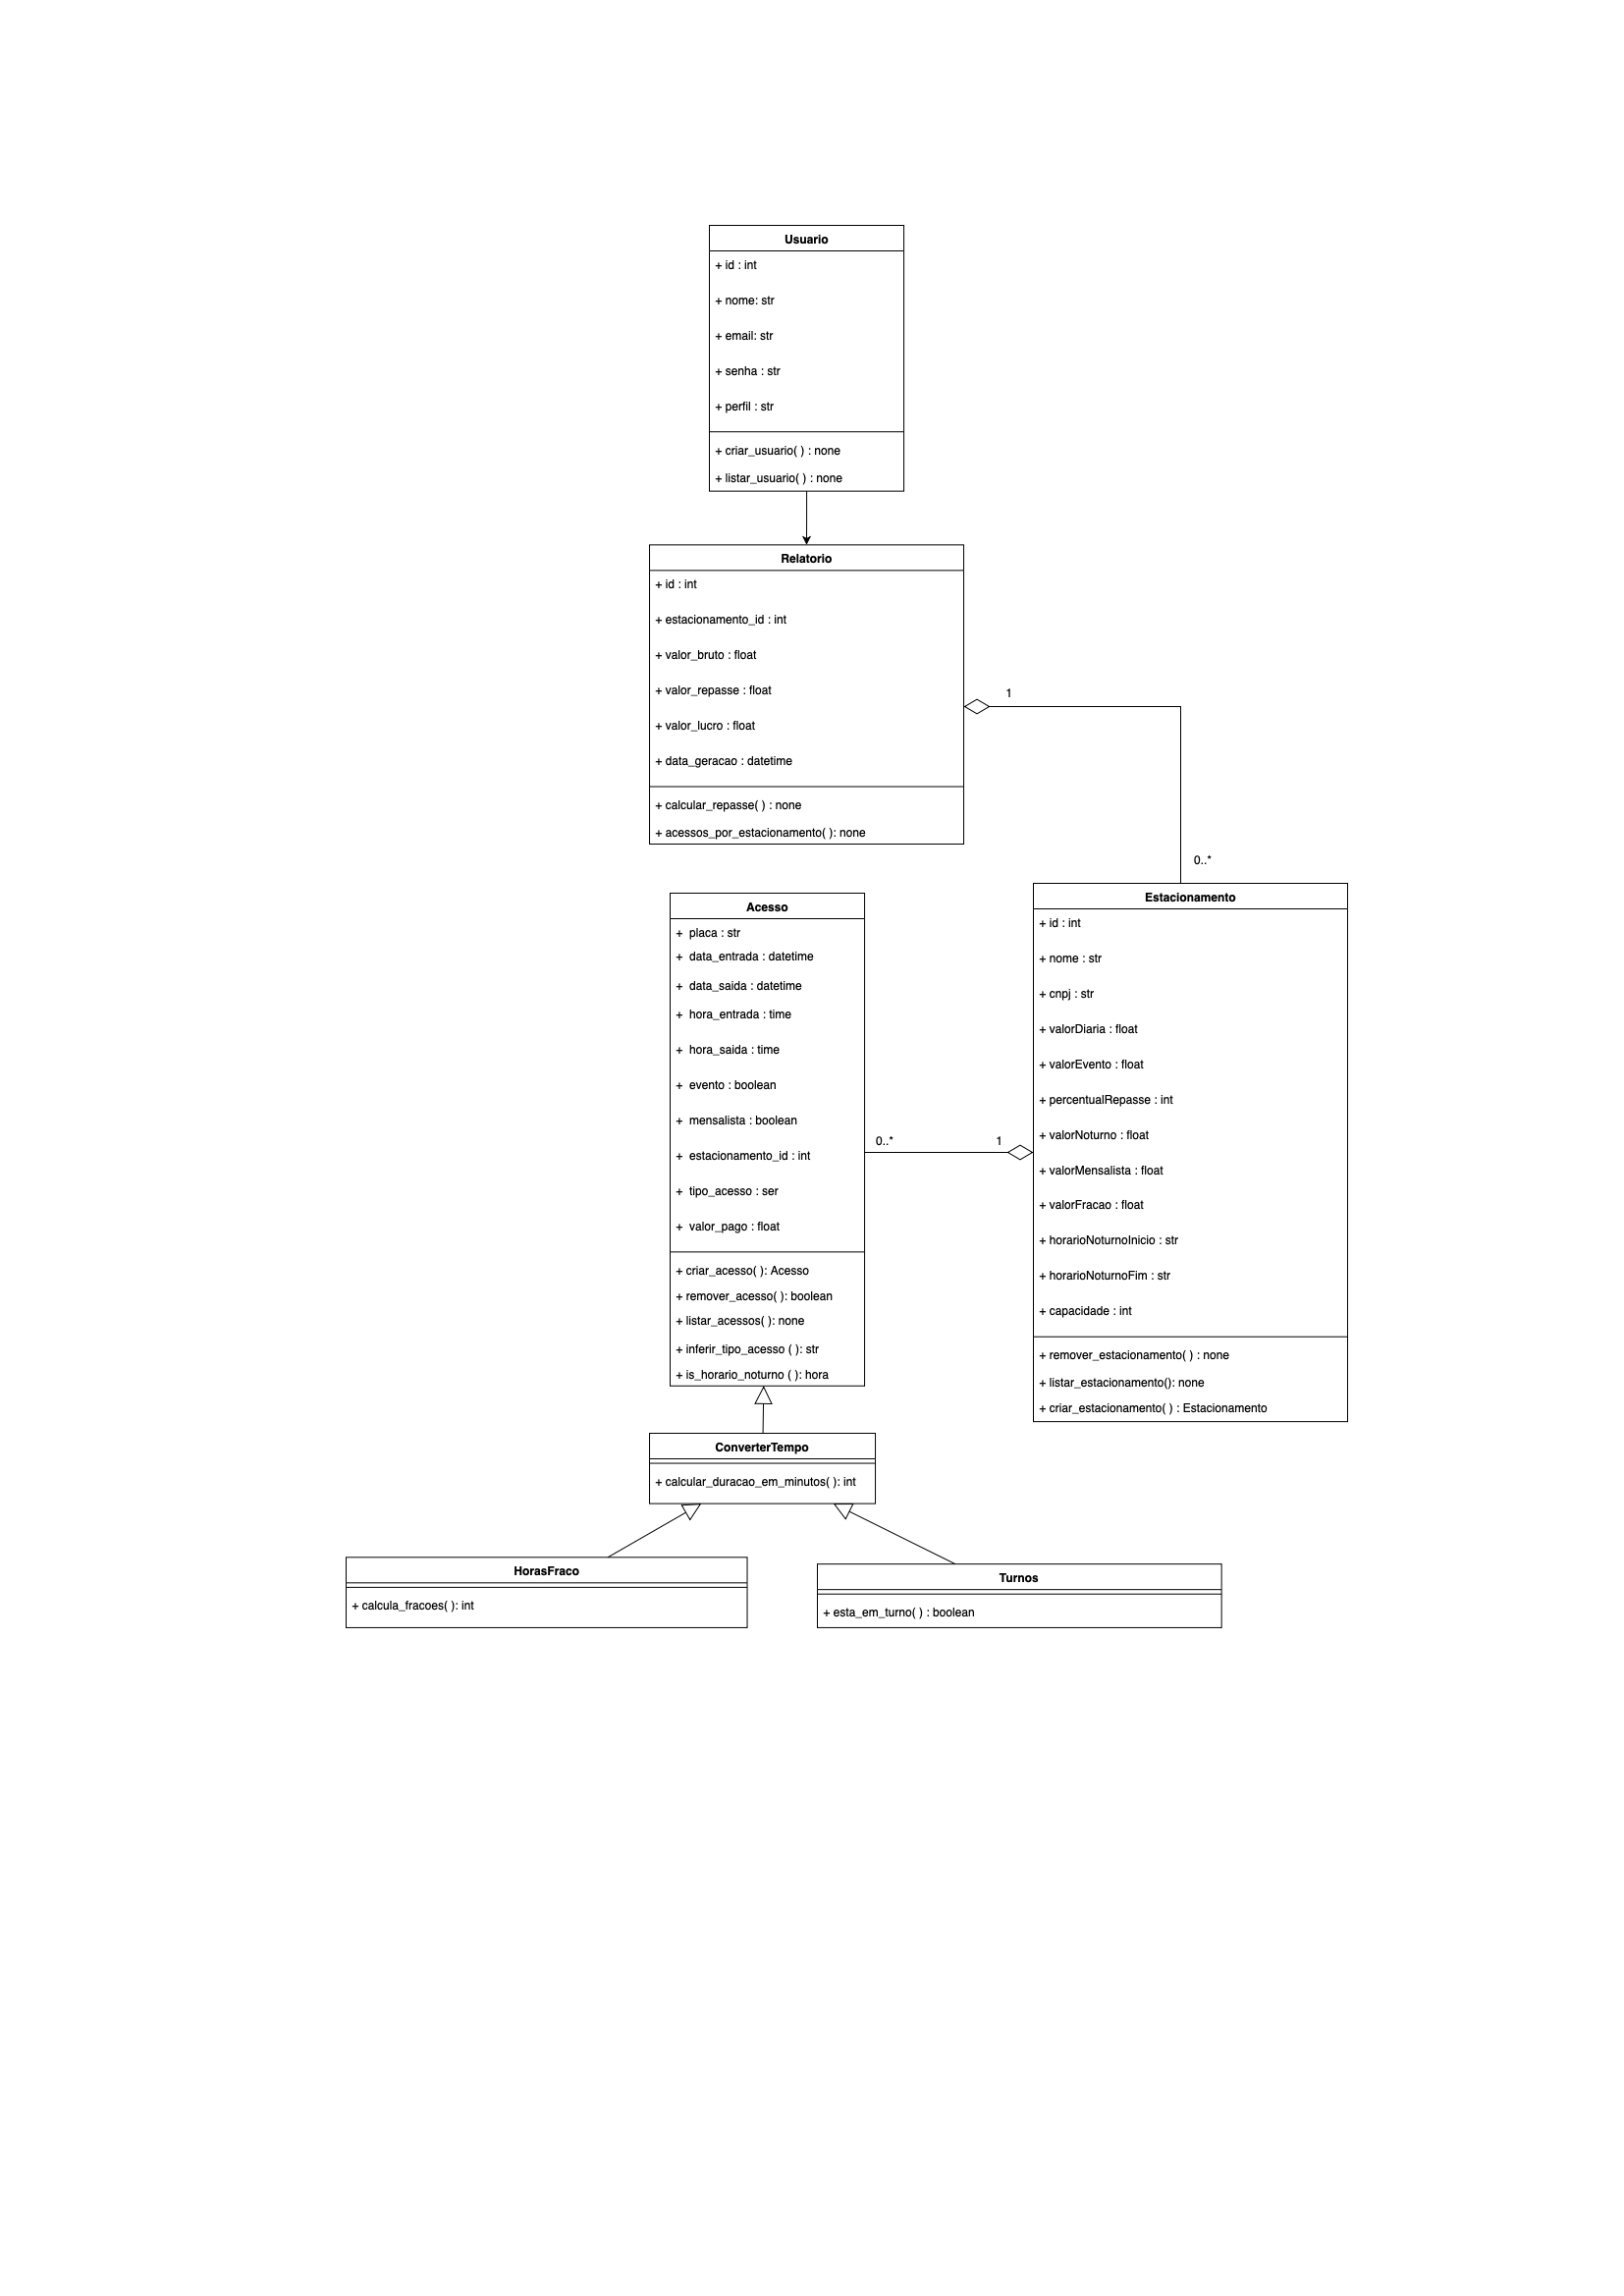 Usuario
+ id : int
+ nome: str
+ email: str
+ senha : str
+ perfil : str
+ criar_usuario( ) : none
+ listar_usuario( ) : none
Relatorio
+ id : int
+ estacionamento_id : int
+ valor_bruto : float
+ valor_repasse : float
+ valor_lucro : float
+ data_geracao : datetime
+ calcular_repasse( ) : none
+ acessos_por_estacionamento( ): none
1
0..*
Acesso
+ placa : str
+ data_entrada : datetime
+ data_saida : datetime
+ hora_entrada : time
+ hora_saida : time
+ evento : boolean
+ mensalista : boolean
+ estacionamento_id : int
+ tipo_acesso : ser
+ valor_pago : float
+ criar_acesso( ): Acesso
+ remover_acesso( ): boolean
+ listar_acessos( ): none
+ inferir_tipo_acesso ( ): str
+ is_horario_noturno ( ): hora
0..*
1
Estacionamento
+ id : int
+ nome : str
+ cnpj : str
+ valorDiaria : float
+ valorEvento : float
+ percentualRepasse : int
+ valorNoturno : float
+ valorMensalista : float
+ valorFracao : float
+ horarioNoturnoInicio : str
+ horarioNoturnoFim : str
+ capacidade : int
+ remover_estacionamento( ) : none
+ listar_estacionamento(): none
+ criar_estacionamento( ) : Estacionamento
ConverterTempo
+ calcular_duracao_em_minutos( ): int
HorasFraco
+ calcula_fracoes( ): int
Turnos
+ esta_em_turno( ) : boolean